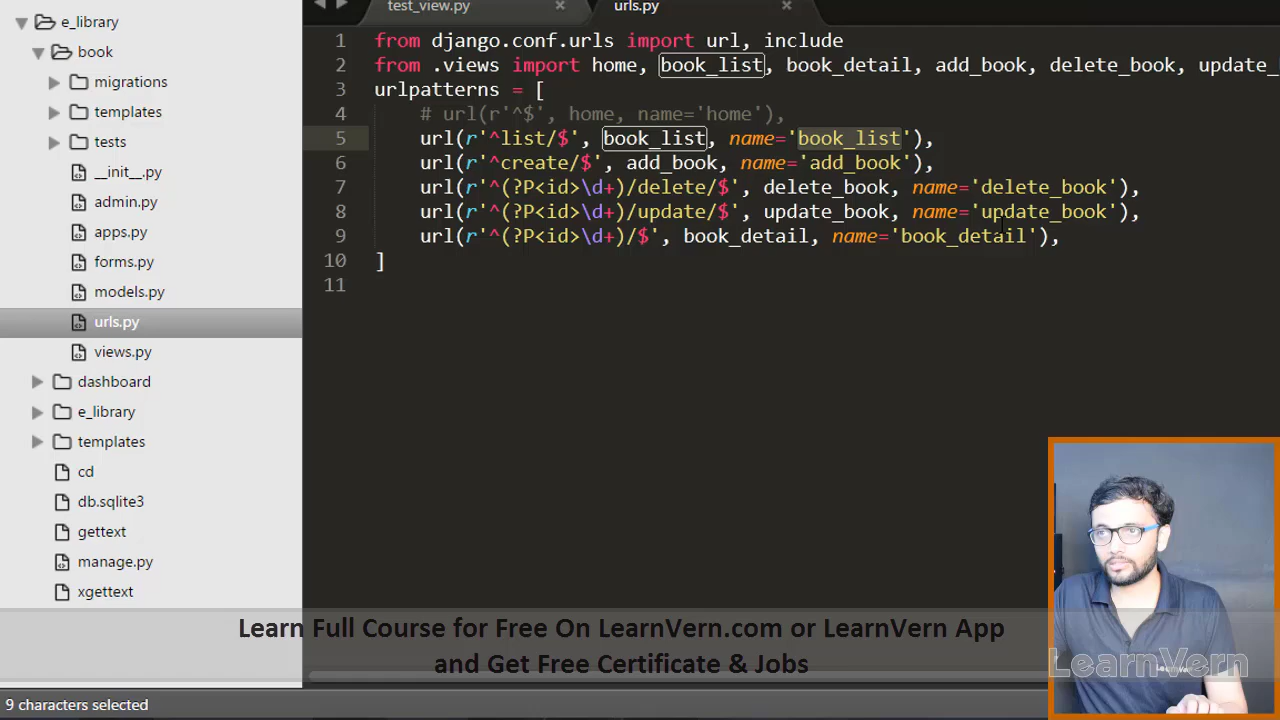 test_view.py × urls.py ×
e_library
book
migrations
templates
tests
__init__.py
admin.py
apps.py
forms.py
models.py
urls.py
views.py
dashboard
e_library
templates
cd
db.sqlite3
gettext
manage.py
xgettext
1 from django.conf.urls import url, include
2 from .views import home, book_list, book_detail, add_book, delete_book, update_
3 urlpatterns = [
4 # url(r'^$', home, name='home'),
5 url(r'^list/$', book_list, name='book_list'),
6 url(r'^create/$', add_book, name='add_book'),
7 url(r'^(?P<id>\d+)/delete/$', delete_book, name='delete_book'),
8 url(r'^(?P<id>\d+)/update/$', update_book, name='update_book'),
9 url(r'^(?P<id>\d+)/$', book_detail, name='book_detail'),
10 ]
11
Learn Full Course for Free On LearnVern.com or LearnVern App
and Get Free Certificate & Jobs
LearnVern
9 characters selected